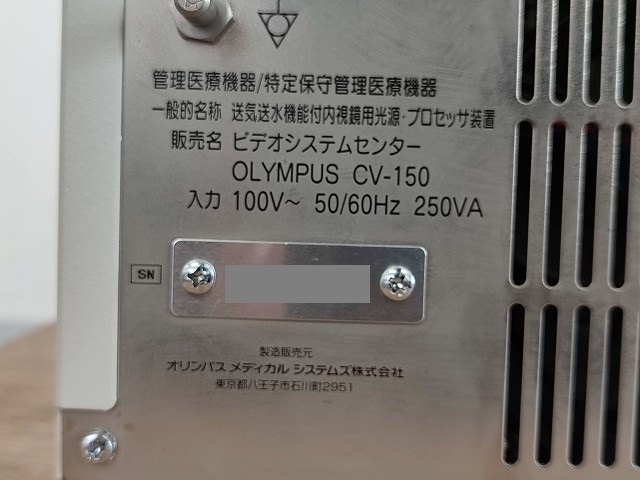 管理医療機器/特定保守管理医療機器
一般的名称 送気送水機能付内視鏡用光源・プロセッサ装置
販売名 ビデオシステムセンター
OLYMPUS CV-150
入力 100V～ 50/60Hz 250VA
SN
製造販売元
オリンパス メディカル システムズ株式会社
東京都八王子市石川町2951